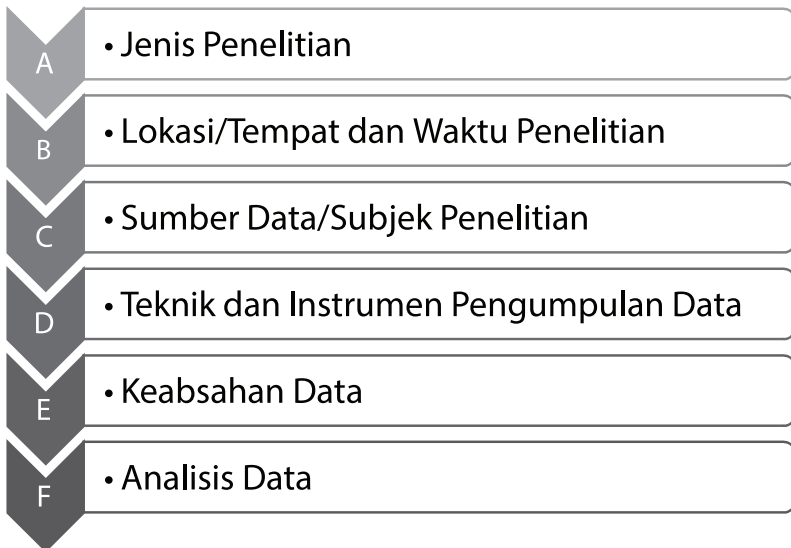 A
• Jenis Penelitian
B
• Lokasi/Tempat dan Waktu Penelitian
C
• Sumber Data/Subjek Penelitian
D
• Teknik dan Instrumen Pengumpulan Data
E
• Keabsahan Data
F
• Analisis Data